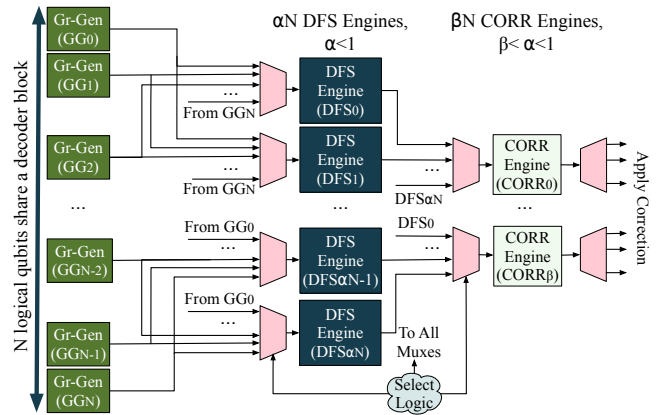 N logical qubits share a decoder block
Gr-Gen
(GG0)
Gr-Gen
(GG1)
Gr-Gen
(GG2)
...
Gr-Gen
(GGN-2)
Gr-Gen
(GGN-1)
Gr-Gen
(GGN)
αN DFS Engines,
α<1
...
From GGN
...
From GGN
From GG0
...
From GG0
...
DFS
Engine
(DFS0)
DFS
Engine
(DFS1)
...
DFS
Engine
(DFSαN-1)
DFS
Engine
(DFSαN)
βN CORR Engines,
β< α<1
...
DFSαN
DFS0
...
CORR
Engine
(CORR0)
...
CORR
Engine
(CORRβ)
To All
Muxes
Select
Logic
Apply Correction